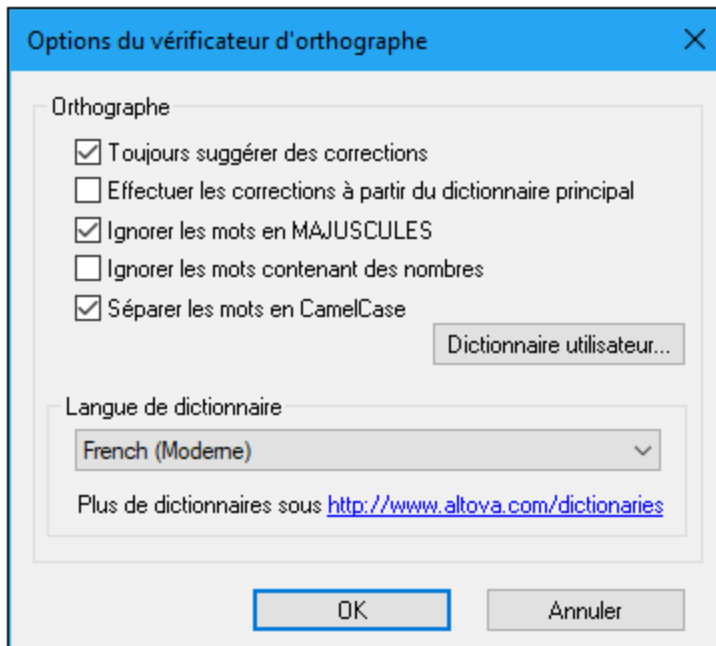 Options du vérificateur d'orthographe
Orthographe
Toujours suggérer des corrections
Effectuer les corrections à partir du dictionnaire principal
Ignorer les mots en MAJUSCULES
Ignorer les mots contenant des nombres
Séparer les mots en CamelCase
Dictionnaire utilisateur...
Langue de dictionnaire
French (Moderne)
Plus de dictionnaires sous http://www.altova.com/dictionaries
OK Annuler